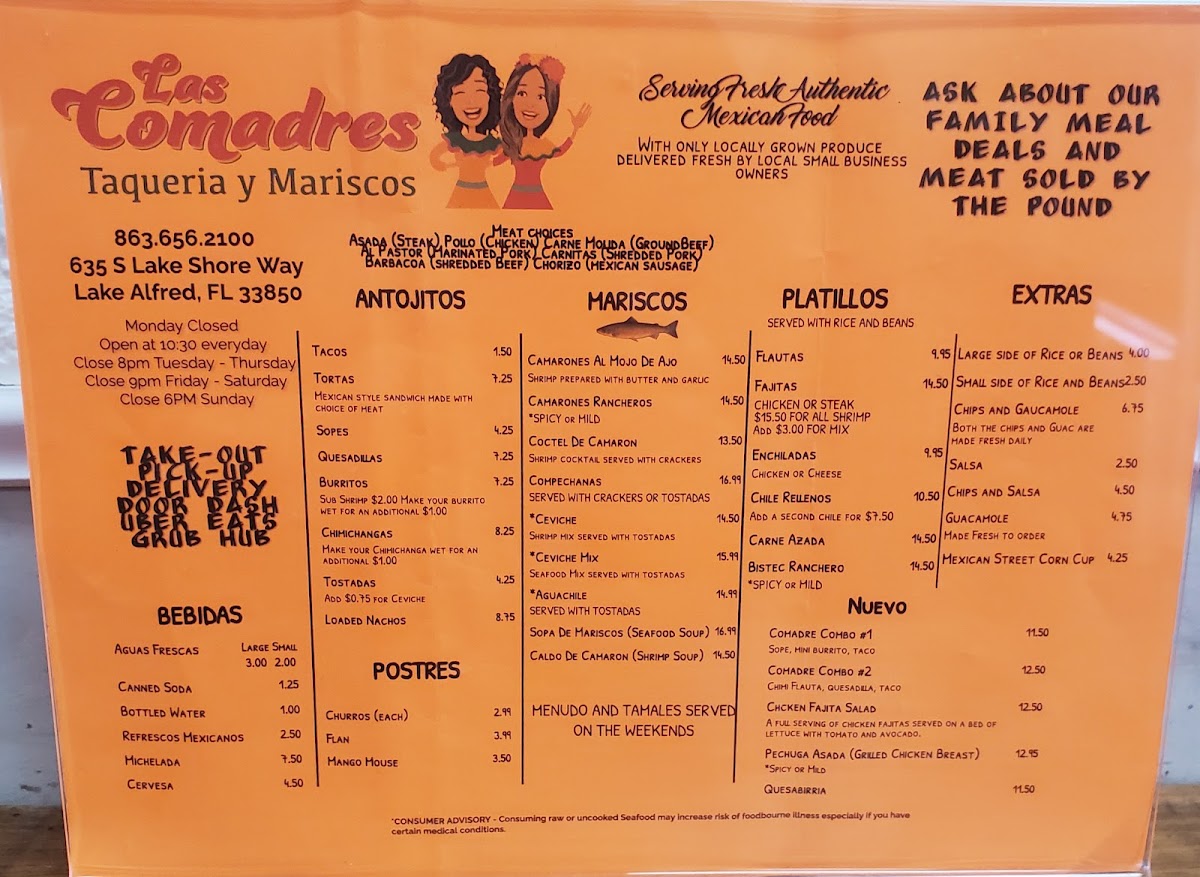 Las
Comadres
Taqueria y Mariscos
863.656.2100
635 S Lake Shore Way
Lake Alfred, FL 33850
Monday Closed
Open at 10:30 everyday
Close 8pm Tuesday - Thursday
Close 9pm Friday - Saturday
Close 6PM Sunday
TAKE-OUT
PICK-UP
DELIVERY
DOOR DASH
UBER EATS
GRUB HUB
Serving Fresh Authentic
Mexican Food
WITH ONLY LOCALLY GROWN PRODUCE
DELIVERED FRESH BY LOCAL SMALL BUSINESS
OWNERS
ASK ABOUT OUR
FAMILY MEAL
DEALS AND
MEAT SOLD BY
THE POUND
MEAT CHOICES
ASADA (STEAK) POLLO (CHICKEN) CARNE MOLIDA (GROUNDBEEF)
AL PASTOR (MARINATED PORK) CARNITAS (SHREDDED PORK)
BARBACOA (SHREDDED BEEF) CHORIZO (MEXICAN SAUSAGE)
BEBIDAS
LARGE SMALL
AGUAS FRESCAS 3.00 2.00
CANNED SODA 1.25
BOTTLED WATER 1.00
REFRESCOS MEXICANOS 2.50
MICHELADA 7.50
CERVESA 4.50
ANTOJITOS
TACOS 1.50
TORTAS 7.25
MEXICAN STYLE SANDWICH MADE WITH
CHOICE OF MEAT
SOPES 4.25
QUESADILLAS 7.25
BURRITOS 7.25
SUB SHRIMP $2.00 MAKE YOUR BURRITO
WET FOR AN ADDITIONAL $1.00
CHIMICHANGAS 8.25
MAKE YOUR CHIMICHANGA WET FOR AN
ADDITIONAL $1.00
TOSTADAS 4.25
ADD $0.75 FOR CEVICHE
LOADED NACHOS 8.75
POSTRES
CHURROS (EACH) 2.99
FLAN 3.99
MANGO MOUSE 3.50
MARISCOS
CAMARONES AL MOJO DE AJO 14.50
SHRIMP PREPARED WITH BUTTER AND GARLIC
CAMARONES RANCHEROS 14.50
*SPICY OR MILD
COCTEL DE CAMARON 13.50
SHRIMP COCKTAIL SERVED WITH CRACKERS
COMPECHANAS 16.99
SERVED WITH CRACKERS OR TOSTADAS
*CEVICHE 14.50
SHRIMP MIX SERVED WITH TOSTADAS
*CEVICHE MIX 15.99
SEAFOOD MIX SERVED WITH TOSTADAS
*AGUACHILE 14.99
SERVED WITH TOSTADAS
SOPA DE MARISCOS (SEAFOOD SOUP) 16.99
CALDO DE CAMARON (SHRIMP SOUP) 14.50
MENUDO AND TAMALES SERVED
ON THE WEEKENDS
PLATILLOS
SERVED WITH RICE AND BEANS
FLAUTAS 9.95
FAJITAS 14.50
CHICKEN OR STEAK
$15.50 FOR ALL SHRIMP
ADD $3.00 FOR MIX
ENCHILADAS 9.95
CHICKEN OR CHEESE
CHILE RELLENOS 10.50
ADD A SECOND CHILE FOR $7.50
CARNE AZADA 14.50
BISTEC RANCHERO 14.50
*SPICY OR MILD
EXTRAS
LARGE SIDE OF RICE OR BEANS 4.00
SMALL SIDE OF RICE AND BEANS 2.50
CHIPS AND GAUCAMOLE 6.75
BOTH THE CHIPS AND GUAC ARE
MADE FRESH DAILY
SALSA 2.50
CHIPS AND SALSA 4.50
GUACAMOLE 4.75
MADE FRESH TO ORDER
MEXICAN STREET CORN CUP 4.25
NUEVO
COMADRE COMBO #1 11.50
SOPE, MINI BURRITO, TACO
COMADRE COMBO #2 12.50
CHIMI FLAUTA, QUESADILLA, TACO
CHCKEN FAJITA SALAD 12.50
A FULL SERVING OF CHICKEN FAJITAS SERVED ON A BED OF
LETTUCE WITH TOMATO AND AVOCADO.
PECHUGA ASADA (GRILLED CHICKEN BREAST) 12.95
*SPICY OR MILD
QUESABIRRIA 11.50
*CONSUMER ADVISORY - Consuming raw or uncooked Seafood may increase risk of foodbourne illness especially if you have
certain medical conditions.